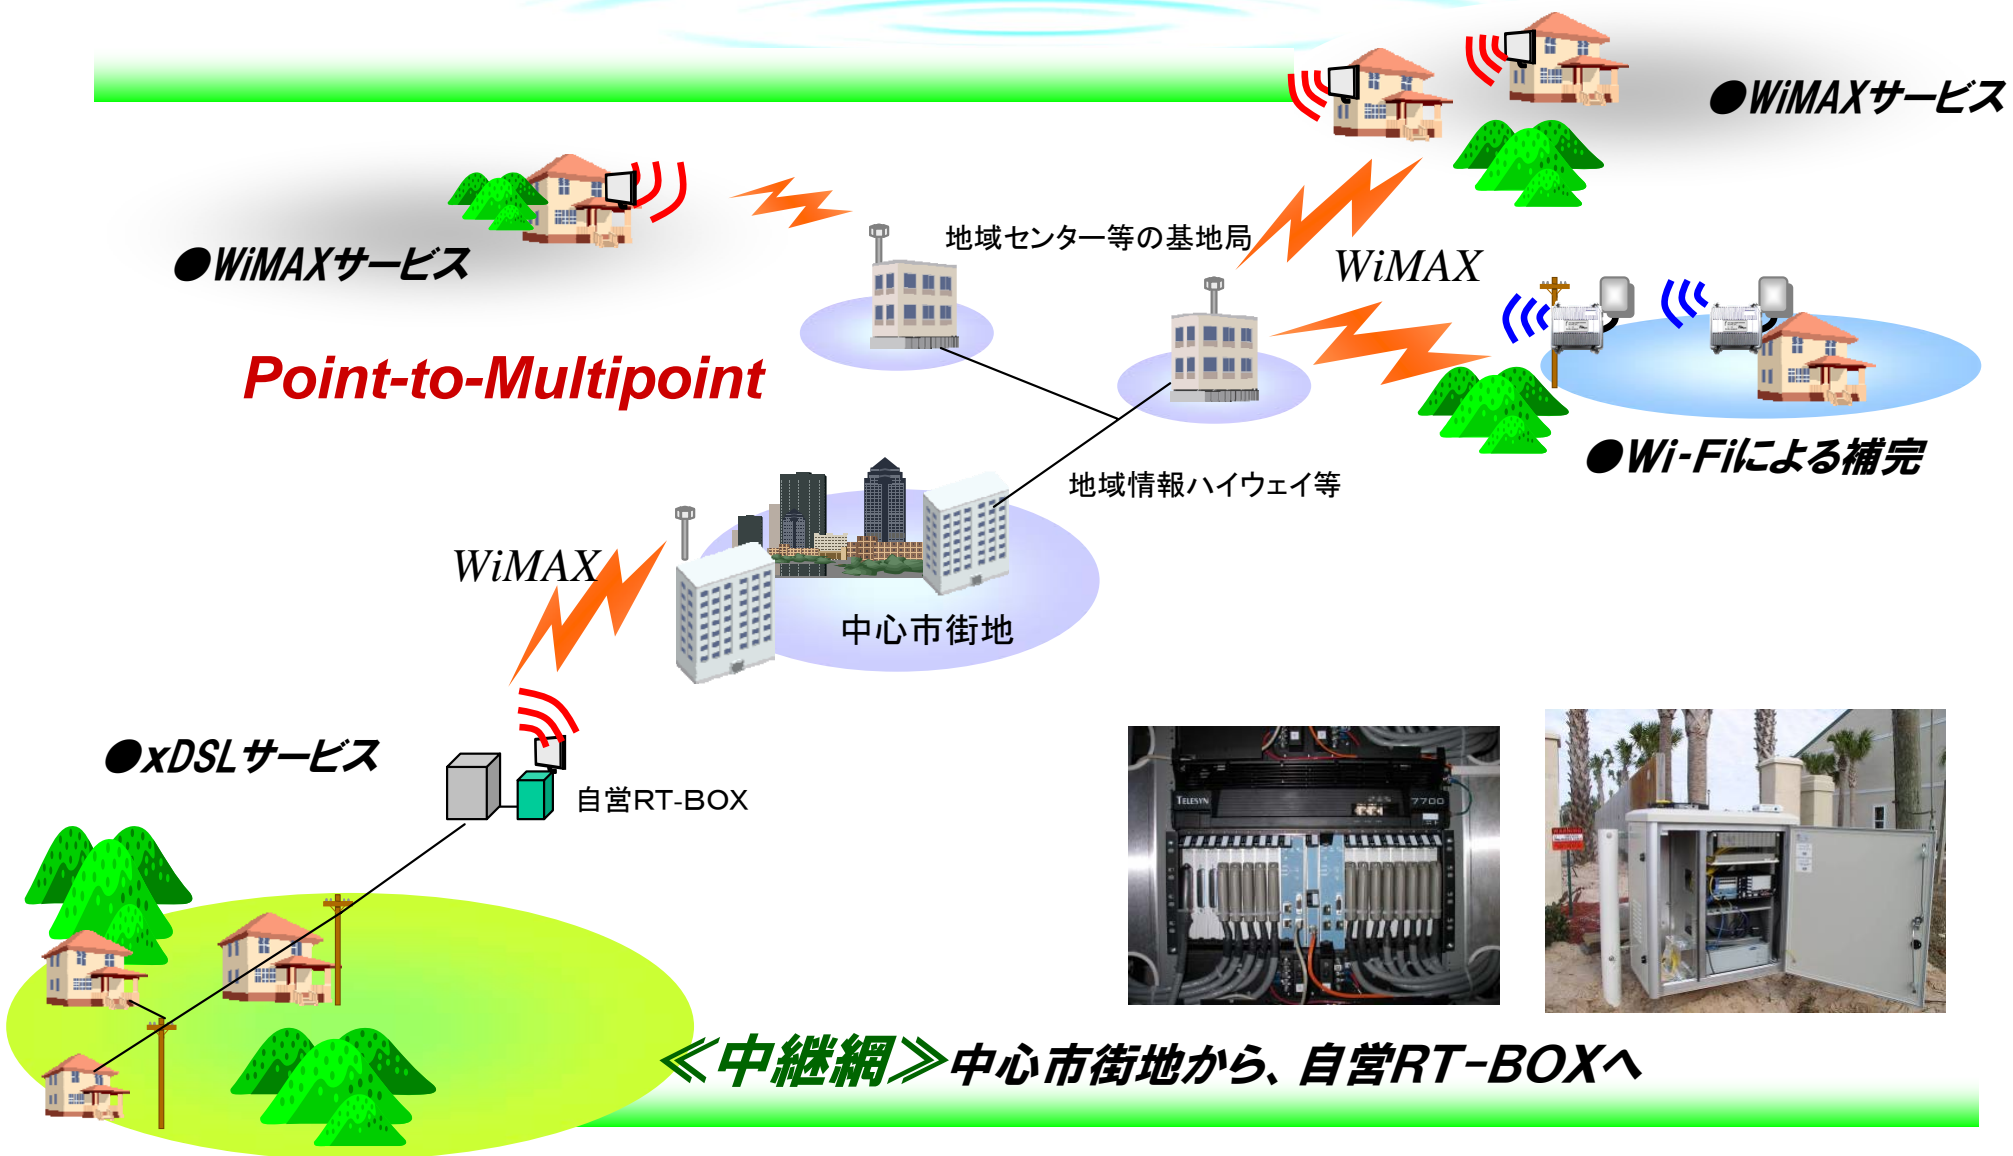 ●WiMAXサービス
●WiMAXサービス
地域センター等の基地局
WiMAX
Point-to-Multipoint
●Wi-Fiによる補完
地域情報ハイウェイ等
WiMAX
中心市街地
●xDSLサービス
自営RT-BOX
TELESYN
7700
≪中継網≫中心市街地から、自営RT-BOXへ